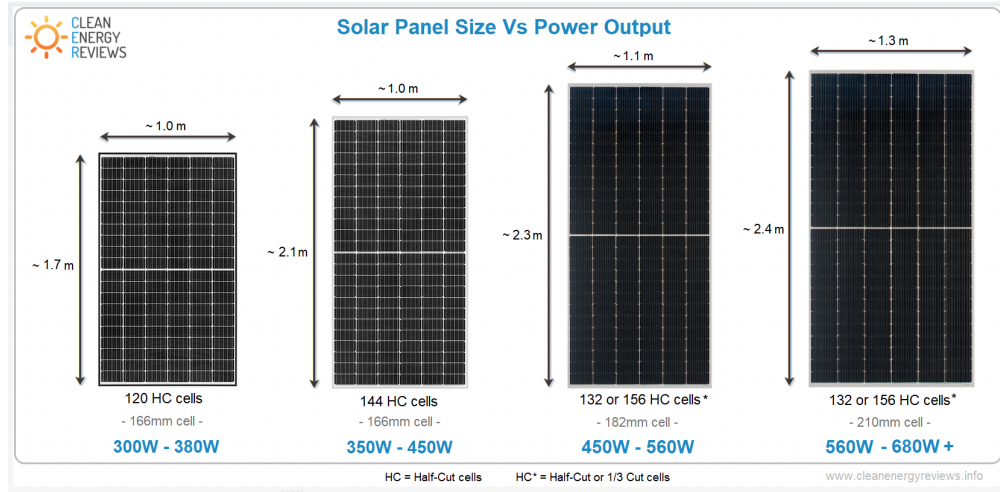 CLEAN
ENERGY
REVIEWS
Solar Panel Size Vs Power Output
~ 1.0 m
~ 1.7 m
120 HC cells
- 166mm cell -
300W - 380W
~ 1.0 m
~ 2.1m
144 HC cells
- 166mm cell -
350W - 450W
~ 1.1 m
~ 2.3 m
132 or 156 HC cells*
- 182mm cell -
450W - 560W
~ 1.3 m
~ 2.4 m
132 or 156 HC cells*
- 210mm cell -
560W - 680W +
HC = Half-Cut cells
HC* = Half-Cut or 1/3 Cut cells
www.cleanenergyreviews.info